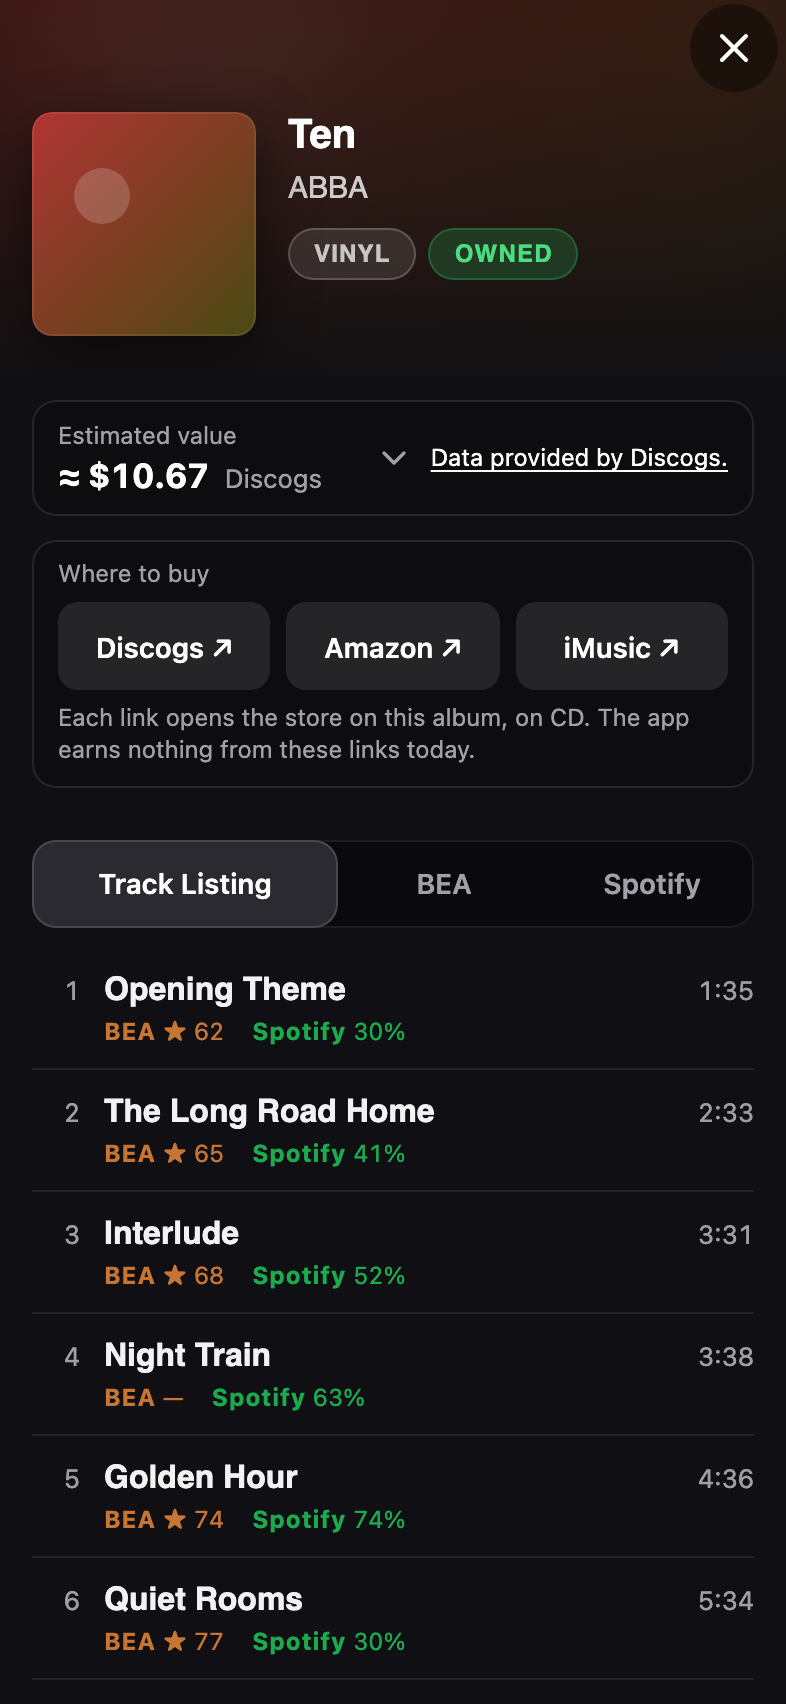 Ten
ABBA
VINYL OWNED
Estimated value
≈ $10.67 Discogs
Data provided by Discogs.
Where to buy
Discogs ↗ Amazon ↗ iMusic ↗
Each link opens the store on this album, on CD. The app
earns nothing from these links today.
Track Listing BEA Spotify
1 Opening Theme 1:35
BEA ★ 62 Spotify 30%
2 The Long Road Home 2:33
BEA ★ 65 Spotify 41%
3 Interlude 3:31
BEA ★ 68 Spotify 52%
4 Night Train 3:38
BEA — Spotify 63%
5 Golden Hour 4:36
BEA ★ 74 Spotify 74%
6 Quiet Rooms 5:34
BEA ★ 77 Spotify 30%